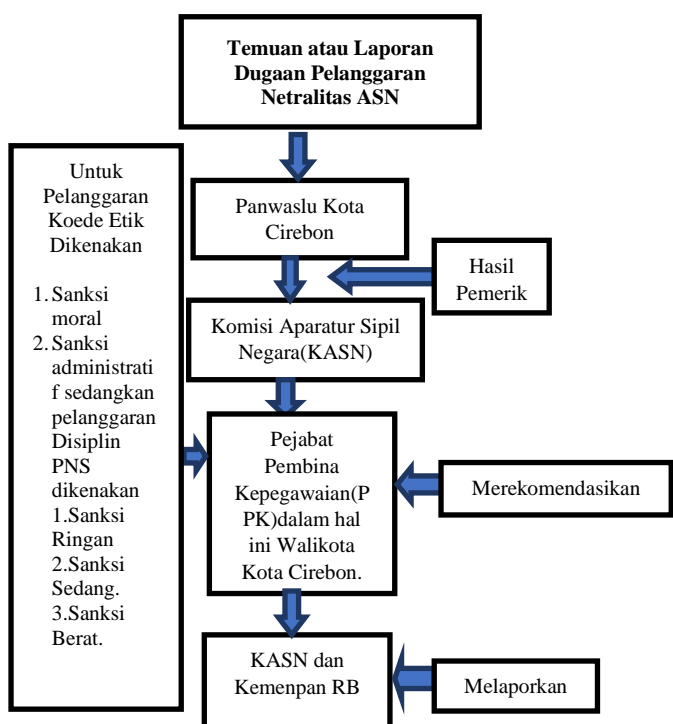 Temuan atau Laporan
Dugaan Pelanggaran
Netralitas ASN
Untuk
Pelanggaran
Koede Etik
Dikenakan
1. Sanksi
moral
2. Sanksi
administrati
f sedangkan
pelanggaran
Disiplin
PNS
dikenakan
1.Sanksi
Ringan
2.Sanksi
Sedang.
3.Sanksi
Berat.
Panwaslu Kota
Cirebon
Hasil
Pemerik
Komisi Aparatur Sipil
Negara(KASN)
Pejabat
Pembina
Kepegawaian(P
PK)dalam hal
ini Walikota
Kota Cirebon.
Merekomendasikan
KASN dan
Kemenpan RB
Melaporkan